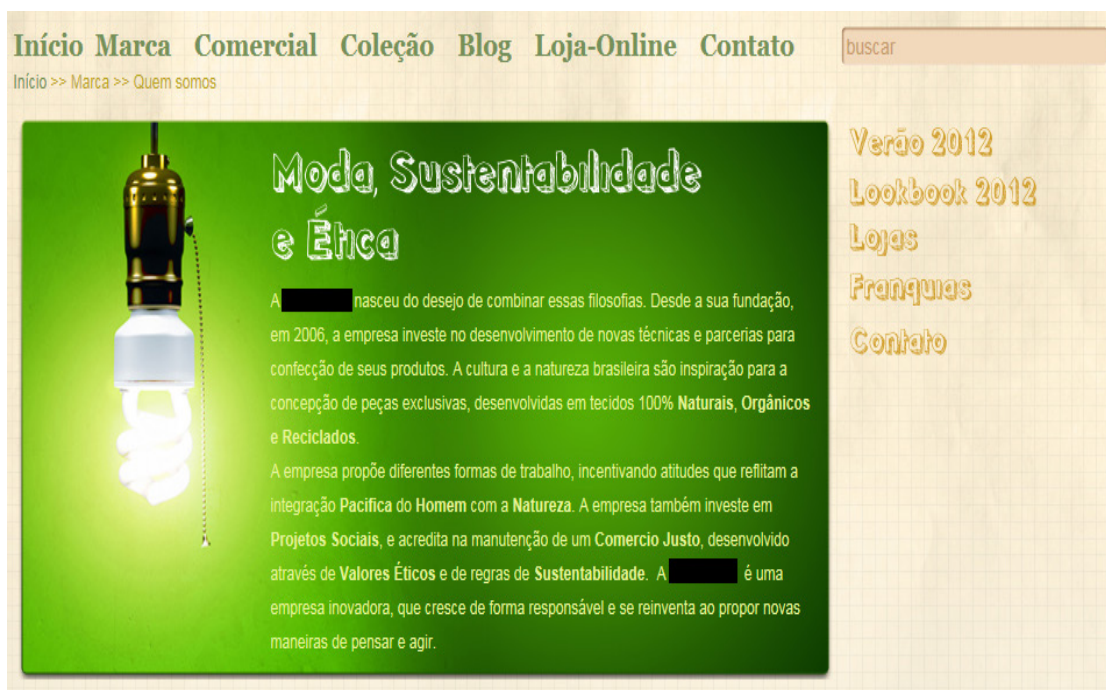 Início Marca Comercial Coleção Blog Loja-Online Contato
buscar
Início >> Marca >> Quem somos
Moda, Sustentabilidade
e Ética
A nasceu do desejo de combinar essas filosofias. Desde a sua fundação,
em 2006, a empresa investe no desenvolvimento de novas técnicas e parcerias para
confecção de seus produtos. A cultura e a natureza brasileira são inspiração para a
concepção de peças exclusivas, desenvolvidas em tecidos 100% Naturais, Orgânicos
e Reciclados.
A empresa propõe diferentes formas de trabalho, incentivando atitudes que reflitam a
integração Pacifica do Homem com a Natureza. A empresa também investe em
Projetos Sociais, e acredita na manutenção de um Comercio Justo, desenvolvido
através de Valores Éticos e de regras de Sustentabilidade. A é uma
empresa inovadora, que cresce de forma responsável e se reinventa ao propor novas
maneiras de pensar e agir.
Verão 2012
Lookbook 2012
Lojas
Franquias
Contato